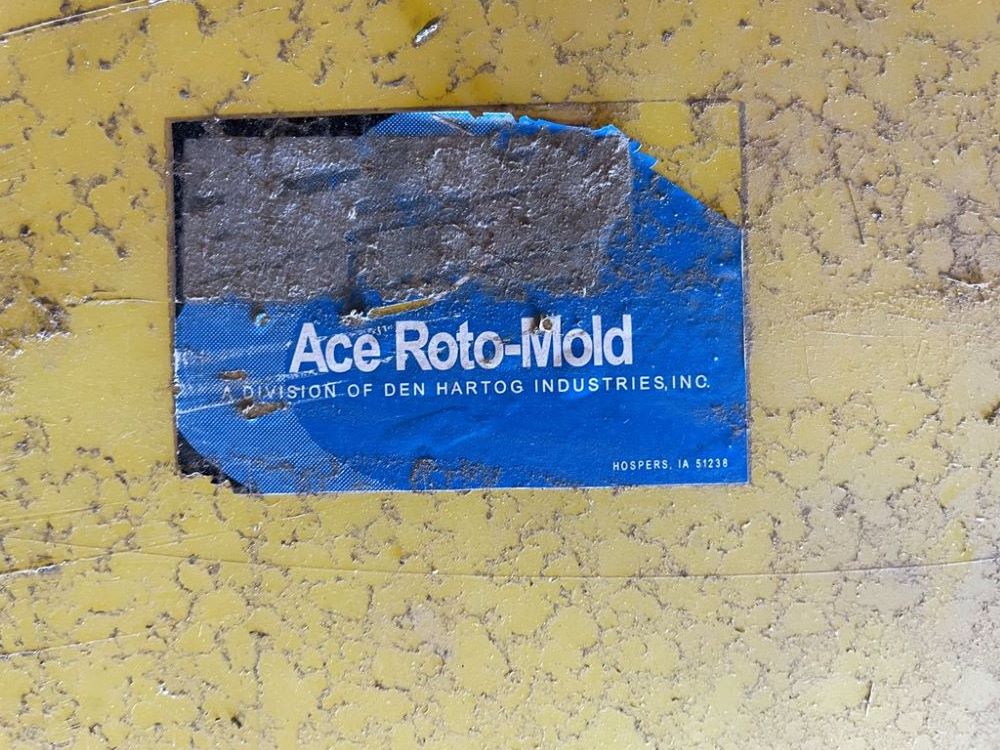 Ace Roto-Mold
A DIVISION OF DEN HARTOG INDUSTRIES, INC.
HOSPERS, IA 51238